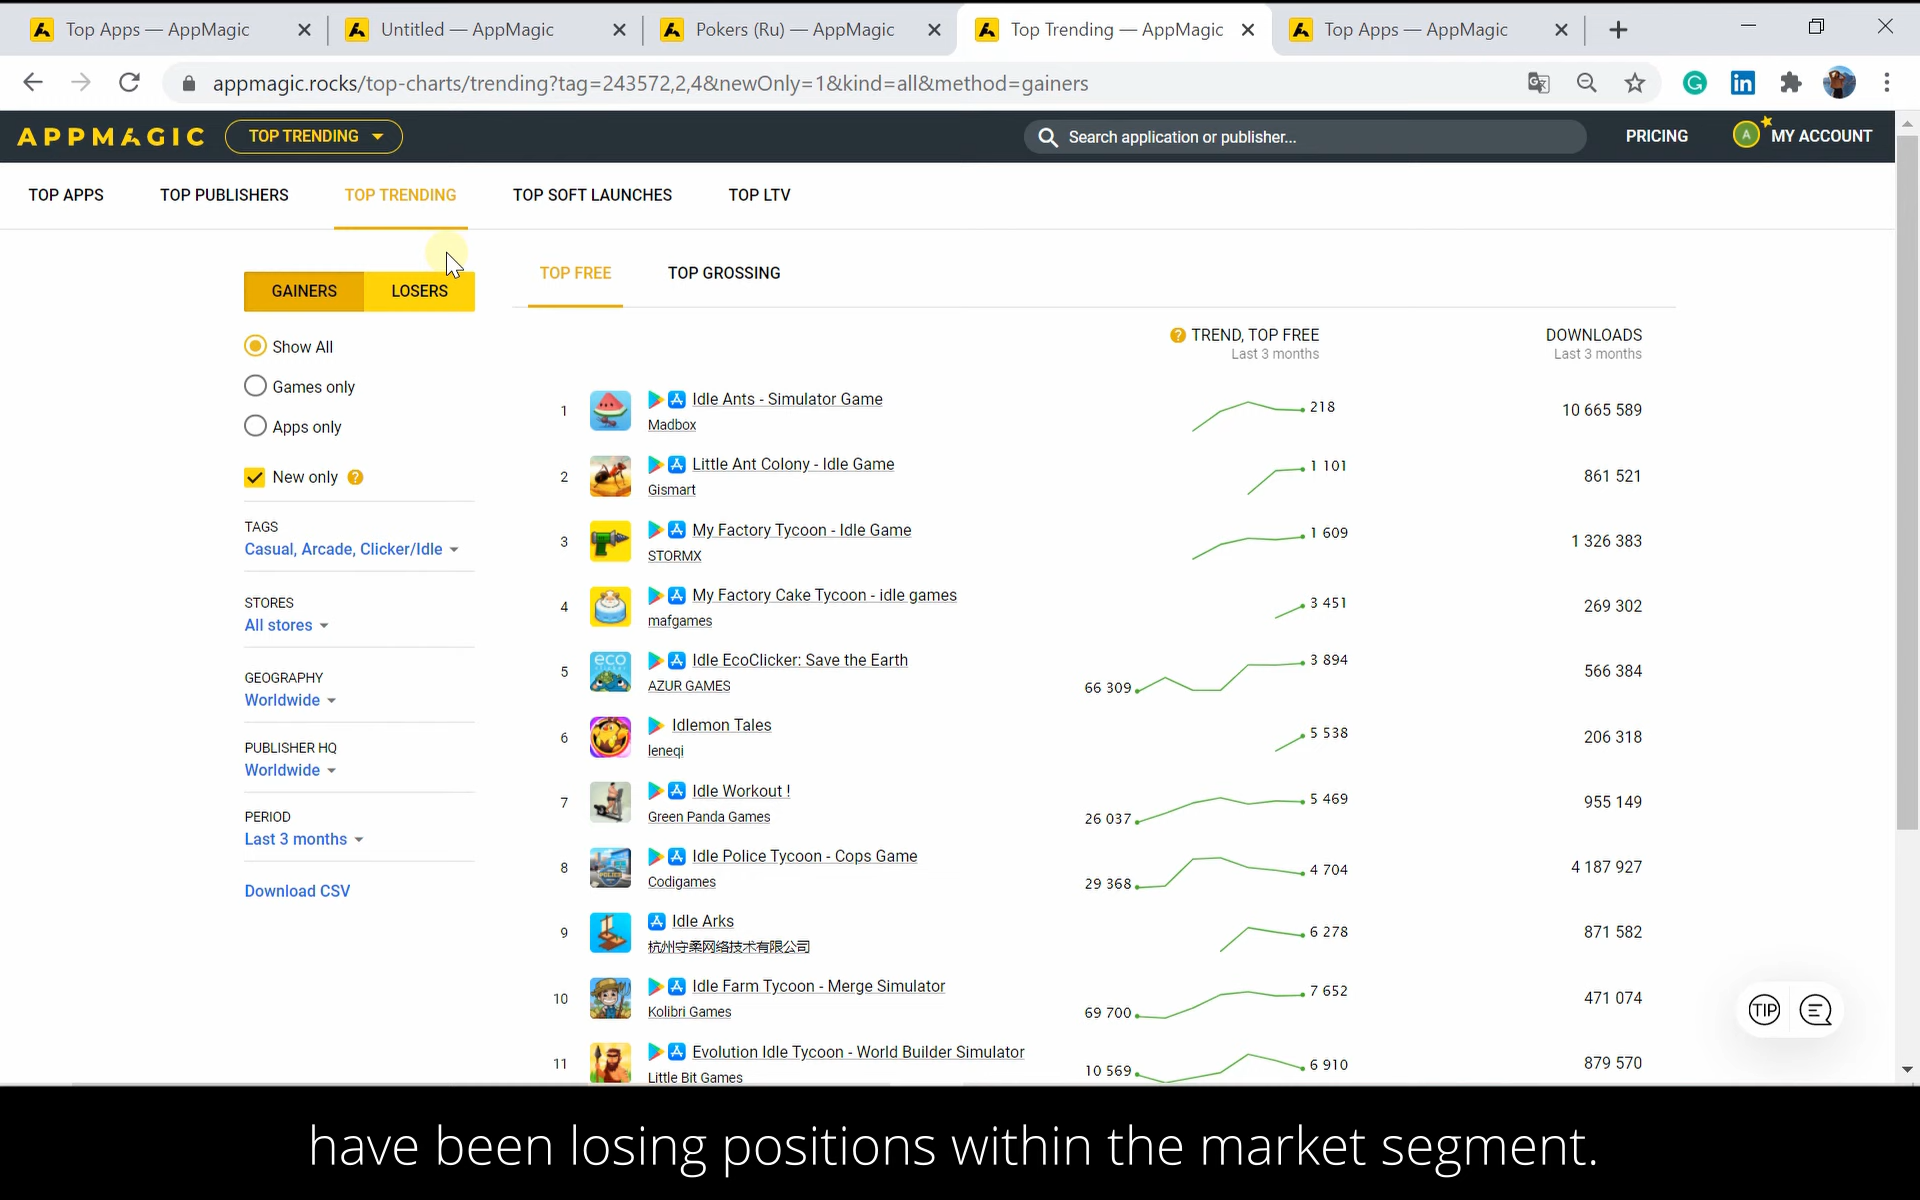 Top Apps — AppMagic
Untitled — AppMagic
Pokers (Ru) — AppMagic
Top Trending — AppMagic
Top Apps — AppMagic
appmagic.rocks/top-charts/trending?tag=243572,2,4&newOnly=1&kind=all&method=gainers
APPMAGIC
TOP TRENDING
Search application or publisher...
PRICING
A
MY ACCOUNT
TOP APPS
TOP PUBLISHERS
TOP TRENDING
TOP SOFT LAUNCHES
TOP LTV
GAINERS
LOSERS
Show All
Games only
Apps only
New only
TAGS
Casual, Arcade, Clicker/Idle
STORES
All stores
GEOGRAPHY
Worldwide
PUBLISHER HQ
Worldwide
PERIOD
Last 3 months
Download CSV
TOP FREE
TOP GROSSING
TREND, TOP FREE
Last 3 months
DOWNLOADS
Last 3 months
1
Idle Ants - Simulator Game
Madbox
218
10 665 589
2
Little Ant Colony - Idle Game
Gismart
1 101
861 521
3
My Factory Tycoon - Idle Game
STORMX
1 609
1 326 383
4
My Factory Cake Tycoon - idle games
mafgames
3 451
269 302
5
eco
Idle EcoClicker: Save the Earth
AZUR GAMES
66 309
3 894
566 384
6
Idlemon Tales
leneqi
5 538
206 318
7
Idle Workout !
Green Panda Games
26 037
5 469
955 149
8
Idle Police Tycoon - Cops Game
Codigames
29 368
4 704
4 187 927
9
Idle Arks
杭州守柔网络技术有限公司
6 278
871 582
10
Idle Farm Tycoon - Merge Simulator
Kolibri Games
69 700
7 652
471 074
11
Evolution Idle Tycoon - World Builder Simulator
Little Bit Games
10 569
6 910
879 570
TIP
have been losing positions within the market segment.